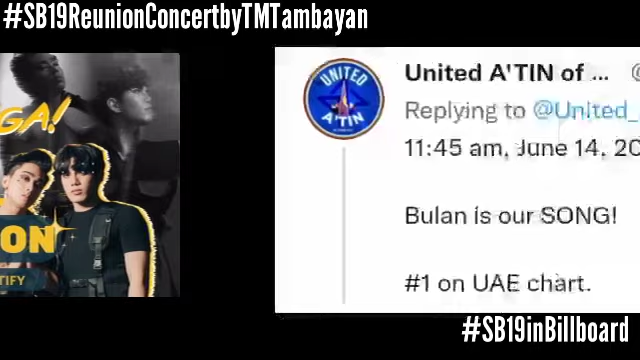 #SB19ReunionConcertbyTMTambayan
GA!
ON
TIFY
UNITED
A'TIN
United A'TIN of ...
Replying to @United_
11:45 am, June 14, 20
Bulan is our SONG!
#1 on UAE chart.
#SB19inBillboard